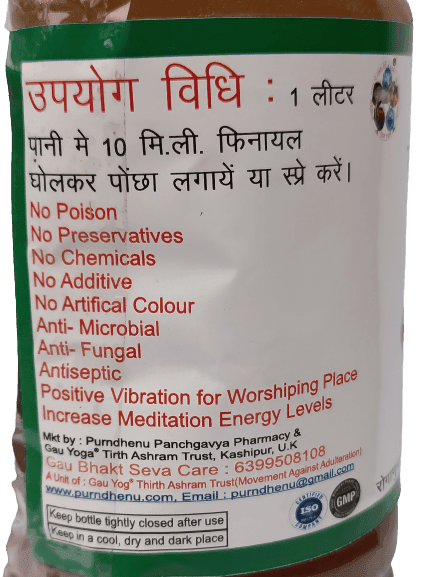 उपयोग विधि : 1 लीटर
पानी मे 10 मि.ली. फिनायल
घोलकर पोंछा लगायें या स्प्रे करें।
No Poison
No Preservatives
No Chemicals
No Additive
No Artifical Colour
Anti- Microbial
Anti- Fungal
Antiseptic
Positive Vibration for Worshiping Place
Increase Meditation Energy Levels
Mkt by : Purndhenu Panchgavya Pharmacy &
Gau Yoga® Tirth Ashram Trust, Kashipur, U.K
Gau Bhakt Seva Care : 6399508108
A Unit of : Gau Yog® Thirth Ashram Trust(Movement Against Adulteration)
www.purndhenu.com, Email : purndhenu@gmail.com
Keep bottle tightly closed after use
Keep in a cool, dry and dark place
CERTIFIED
ISO
COMPANY
GMP